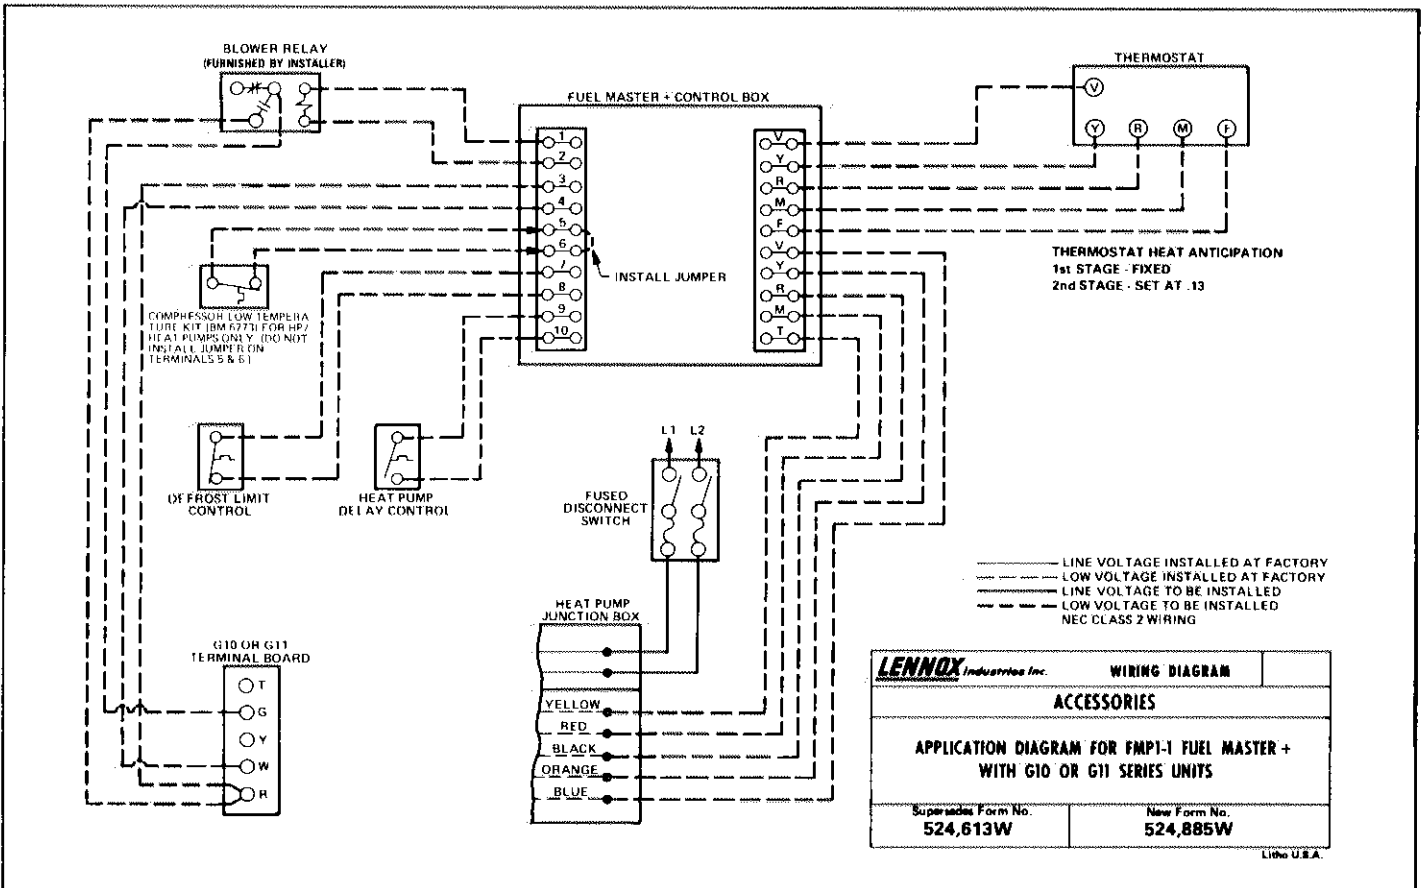 BLOWER RELAY
(FURNISHED BY INSTALLER)
FUEL MASTER + CONTROL BOX
THERMOSTAT
V
Y R M F
1
2
3
4
5
6
7
8
9
10
V
Y
R
M
F
V
Y
R
M
T
INSTALL JUMPER
THERMOSTAT HEAT ANTICIPATION
1st STAGE - FIXED
2nd STAGE - SET AT .13
COMPRESSOR LOW TEMPERA
TURE KIT (BM 6773) FOR HP7
HEAT PUMPS ONLY (DO NOT
INSTALL JUMPER ON
TERMINALS 5 & 6)
DEFROST LIMIT
CONTROL
HEAT PUMP
DELAY CONTROL
L1 L2
FUSED
DISCONNECT
SWITCH
LINE VOLTAGE INSTALLED AT FACTORY
LOW VOLTAGE INSTALLED AT FACTORY
LINE VOLTAGE TO BE INSTALLED
LOW VOLTAGE TO BE INSTALLED
NEC CLASS 2 WIRING
G10 OR G11
TERMINAL BOARD
T
G
Y
W
R
HEAT PUMP
JUNCTION BOX
YELLOW
RED
BLACK
ORANGE
BLUE
LENNOX Industries Inc. WIRING DIAGRAM
ACCESSORIES
APPLICATION DIAGRAM FOR FMP1-1 FUEL MASTER +
WITH G10 OR G11 SERIES UNITS
Supersedes Form No. New Form No.
524,613W 524,885W
Litho U.S.A.